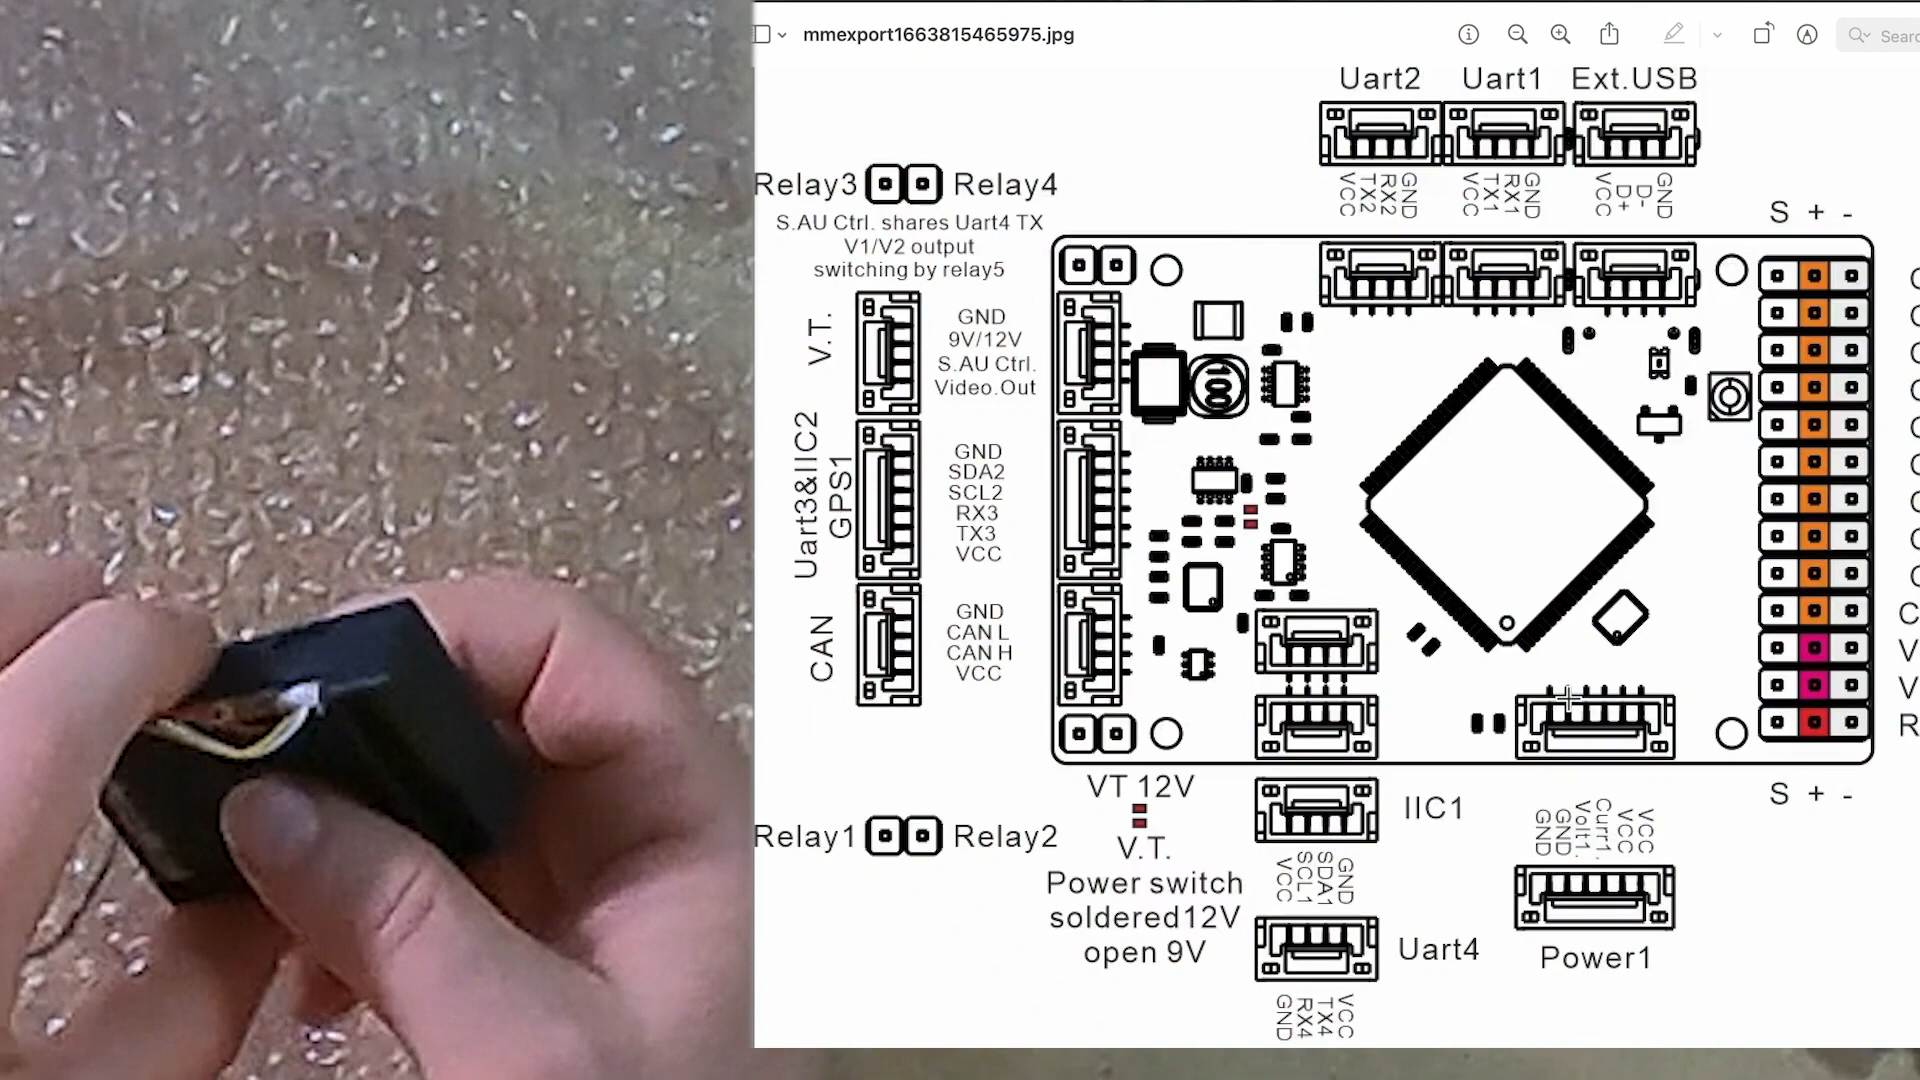 mmexport1663815465975.jpg
Uart2 Uart1 Ext.USB
VCC TX2 RX2 GND VCC TX1 RX1 GND VCC D+ D- GND
Relay3 Relay4
S.AU Ctrl. shares Uart4 TX
V1/V2 output
switching by relay5
S + -
V.T.
GND
9V/12V
S.AU Ctrl.
Video.Out
100
Uart3&IIC2
GPS1
GND
SDA2
SCL2
RX3
TX3
VCC
CAN
GND
CAN L
CAN H
VCC
C
V
V
R
S + -
VT 12V
Relay1 Relay2
V.T.
Power switch
soldered12V
open 9V
IIC1
VCC SCL1 SDA1 GND
Uart4
GND RX4 TX4 VCC
GND GND Volt1. Curr1. VCC VCC
Power1